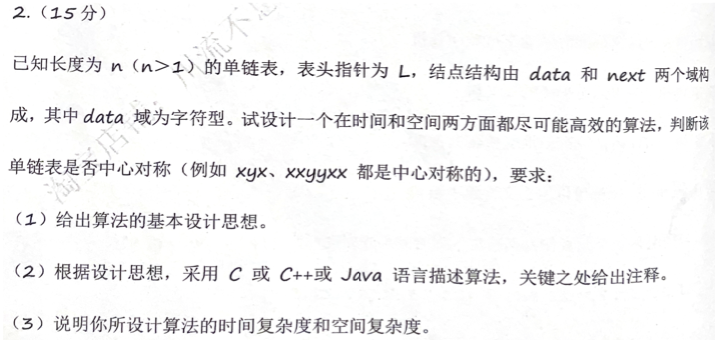 2.（15分）
已知长度为 n（n>1）的单链表，表头指针为 L，结点结构由 data 和 next 两个域构
成，其中 data 域为字符型。试设计一个在时间和空间两方面都尽可能高效的算法，判断该
单链表是否中心对称（例如 xyx、xxyyxx 都是中心对称的），要求：
（1）给出算法的基本设计思想。
（2）根据设计思想，采用 C 或 C++或 Java 语言描述算法，关键之处给出注释。
（3）说明你所设计算法的时间复杂度和空间复杂度。